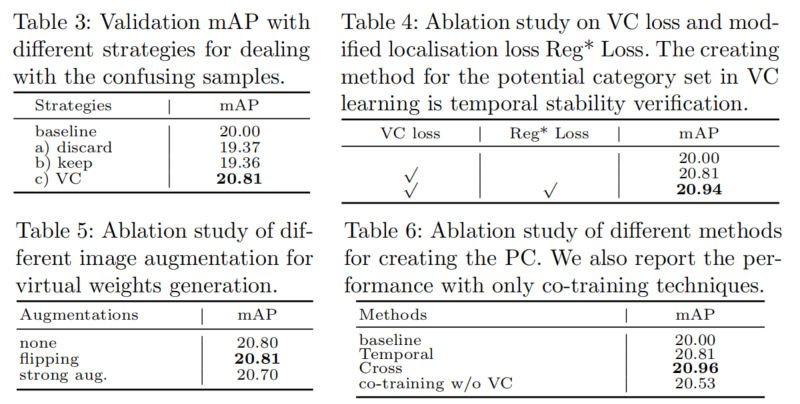 Table 3: Validation mAP with
different strategies for dealing
with the confusing samples.
Strategies | mAP
baseline 20.00
a) discard 19.37
b) keep 19.36
c) VC 20.81
Table 4: Ablation study on VC loss and mod-
ified localisation loss Reg* Loss. The creating
method for the potential category set in VC
learning is temporal stability verification.
VC loss | Reg* Loss | mAP
20.00
✓ 20.81
✓ ✓ 20.94
Table 5: Ablation study of dif-
ferent image augmentation for
virtual weights generation.
Augmentations | mAP
none 20.80
flipping 20.81
strong aug. 20.70
Table 6: Ablation study of different methods
for creating the PC. We also report the per-
formance with only co-training techniques.
Methods | mAP
baseline 20.00
Temporal 20.81
Cross 20.96
co-training w/o VC 20.53